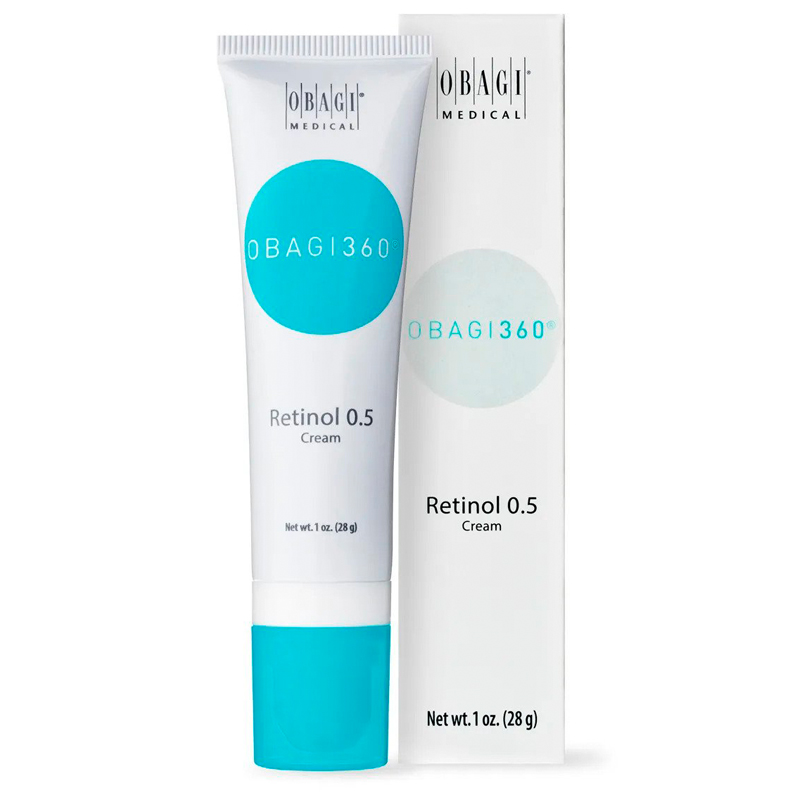 OBAGI®
MEDICAL
OBAGI360®
Retinol 0.5
Cream
Net wt. 1 oz. (28 g)
OBAGI®
MEDICAL
OBAGI360®
Retinol 0.5
Cream
Net wt. 1 oz. (28 g)